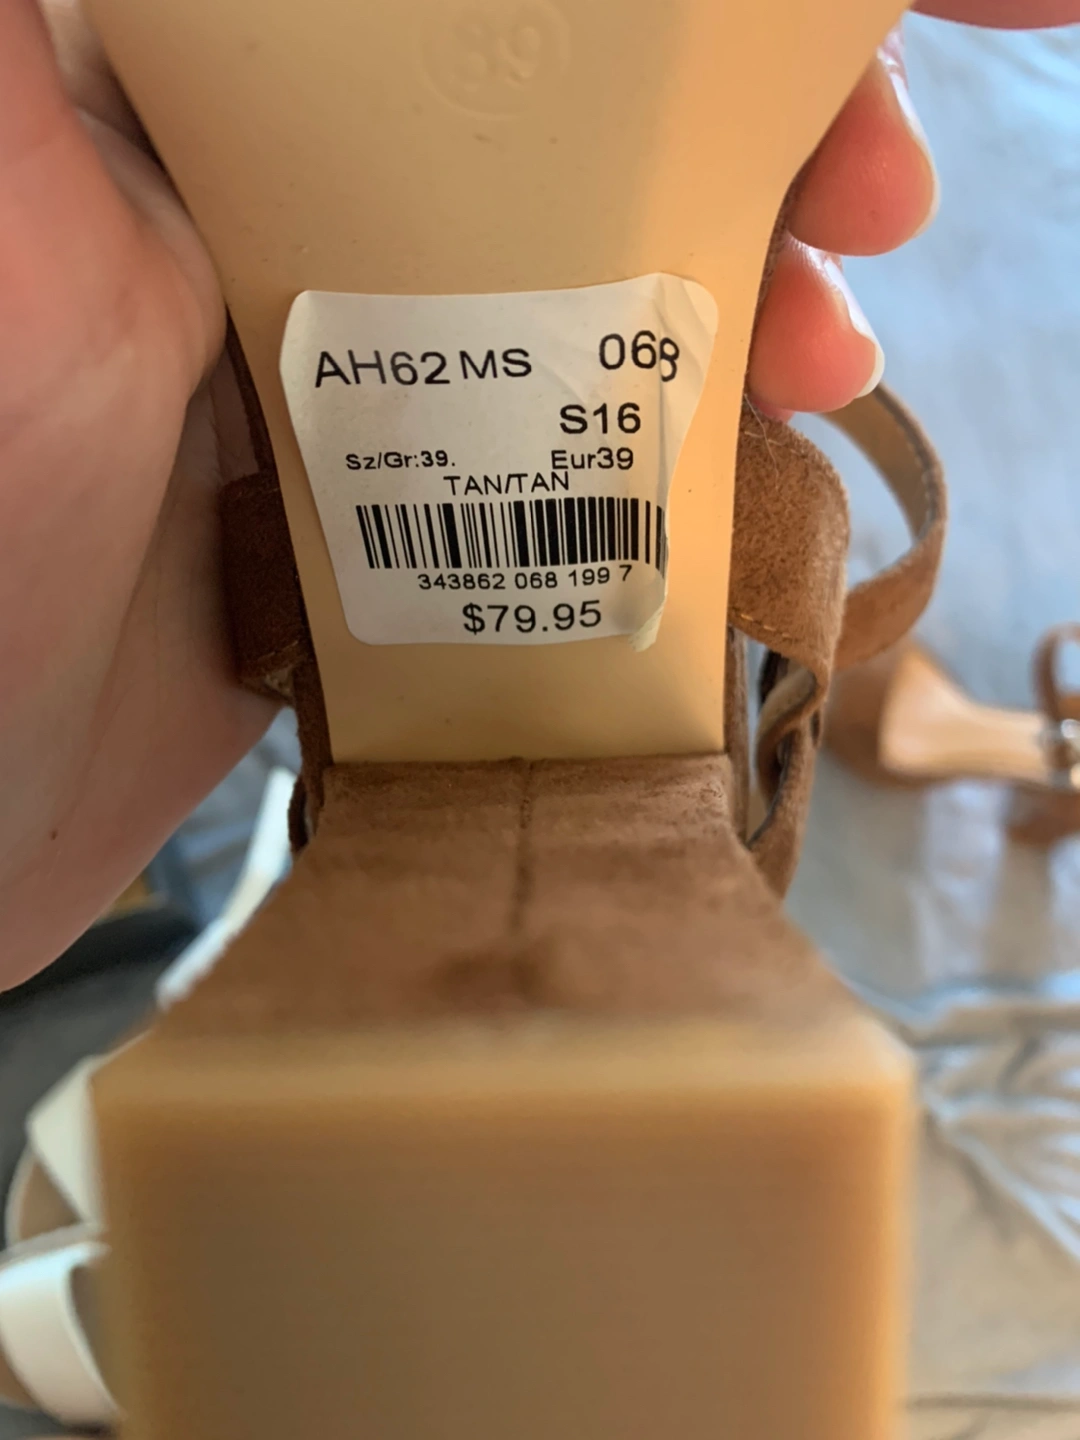 39
AH62 MS 068
S16
Sz/Gr:39. Eur39
TAN/TAN
343862 068 199 7
$79.95